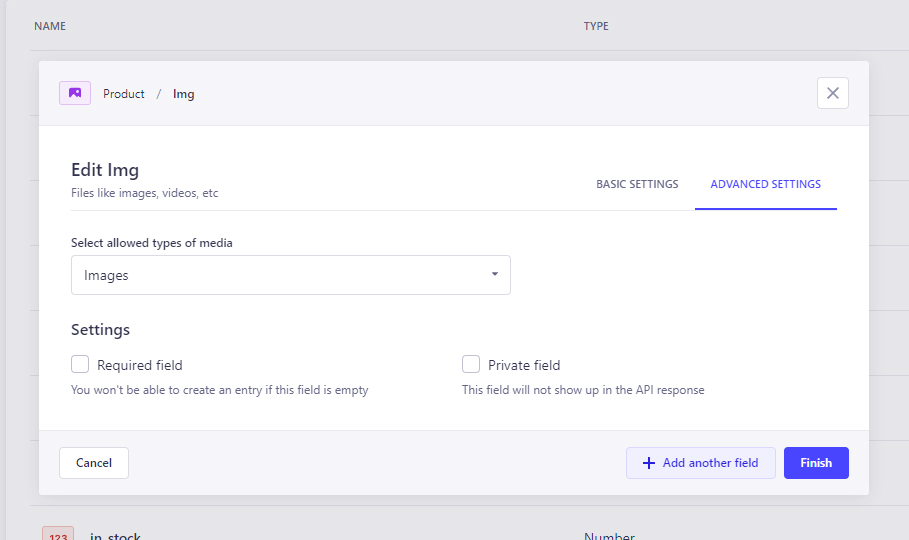 NAME TYPE
Product / Img
Edit Img
Files like images, videos, etc
BASIC SETTINGS ADVANCED SETTINGS
Select allowed types of media
Images
Settings
Required field Private field
You won't be able to create an entry if this field is empty This field will not show up in the API response
Cancel + Add another field Finish
123 in_stock Number